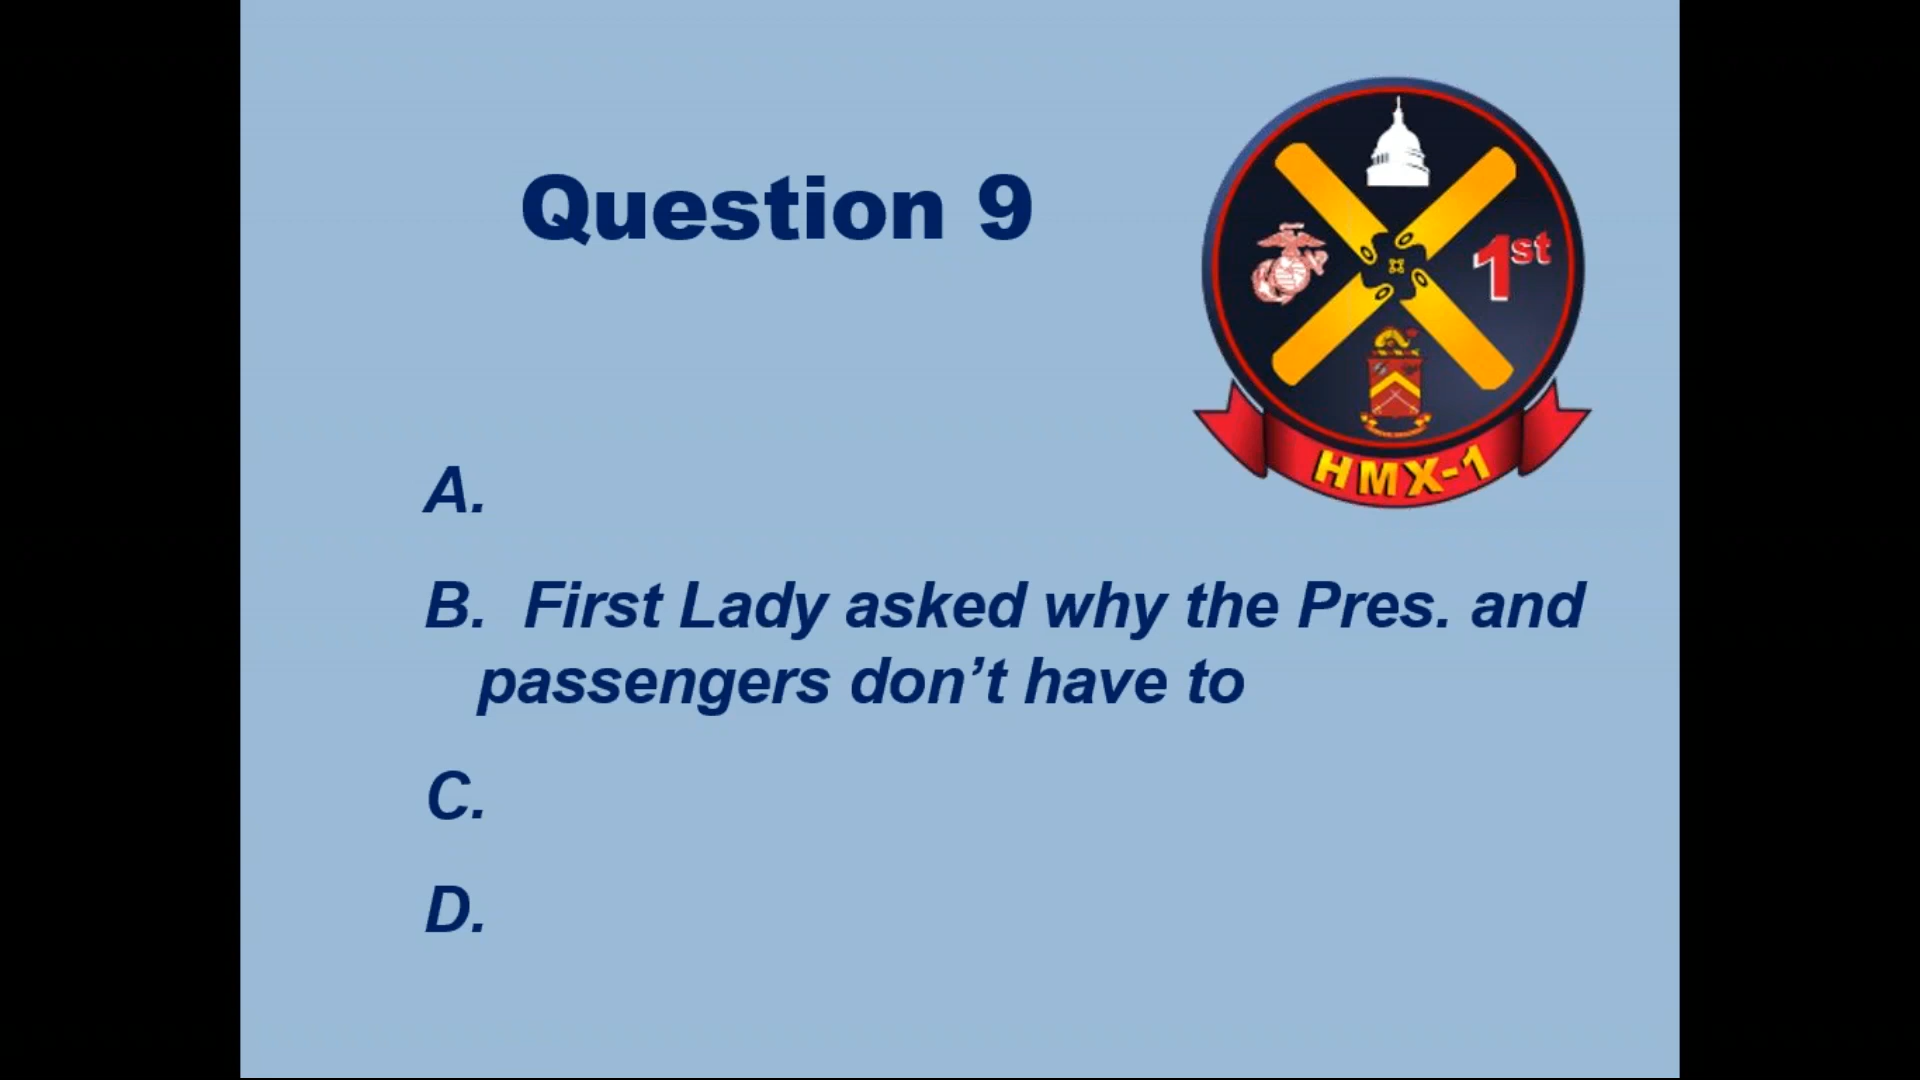 Question 9
1st
HMX-1
A.
B. First Lady asked why the Pres. and
passengers don't have to
C.
D.